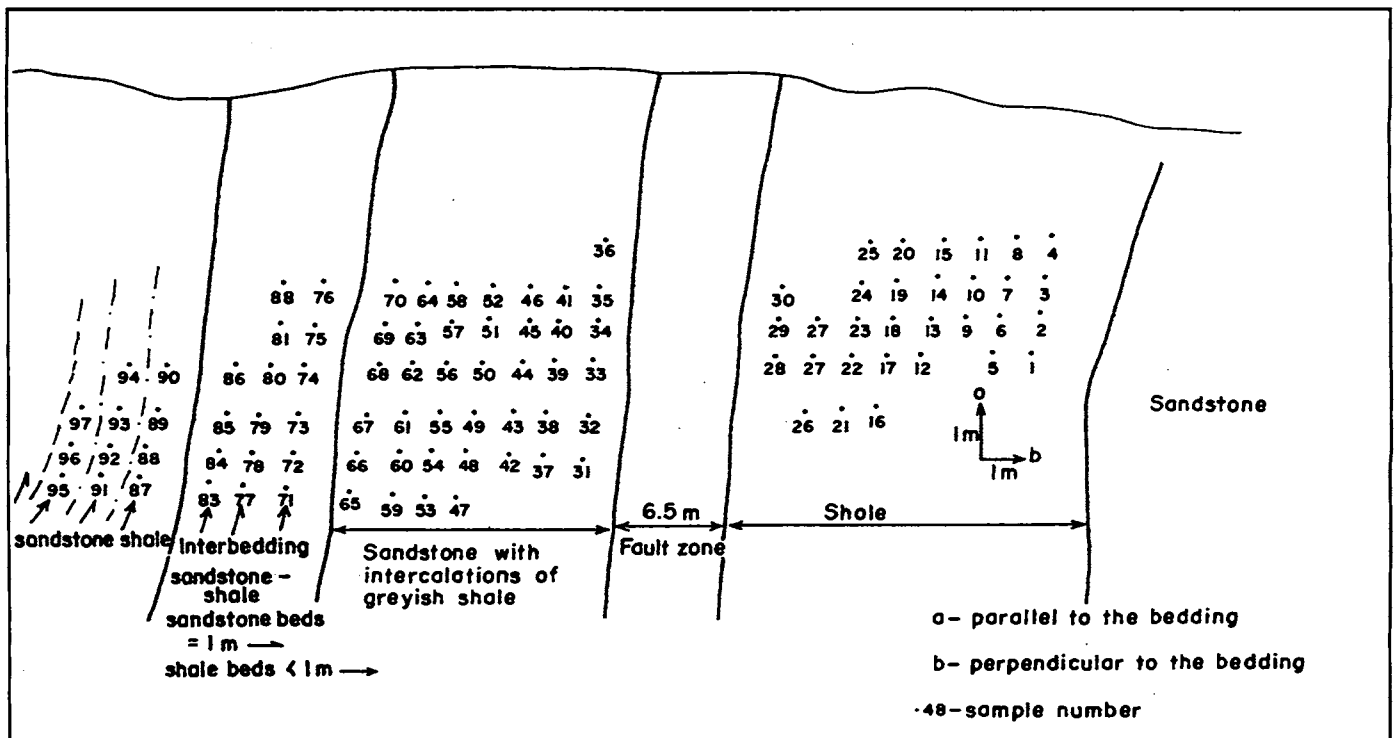 36
25 20 15 11 8 4
88 76 70 64 58 52 46 41 35 30 24 19 14 10 7 3
81 75 69 63 57 51 45 40 34 29 27 23 18 13 9 6 2
94 90 86 80 74 68 62 56 50 44 39 33 28 27 22 17 12 5 1
97 93 89 85 79 73 67 61 55 49 43 38 32 26 21 16
96 92 88 84 78 72 66 60 54 48 42 37 31
95 91 87 83 77 71 65 59 53 47
a
1m
b
1m
Sandstone
sandstone shale
Interbedding
sandstone-
shale
sandstone beds
= 1m
shale beds < 1m
Sandstone with
intercalations of
greyish shale
6.5 m
Fault zone
Shole
a- parallel to the bedding
b- perpendicular to the bedding
·48-sample number